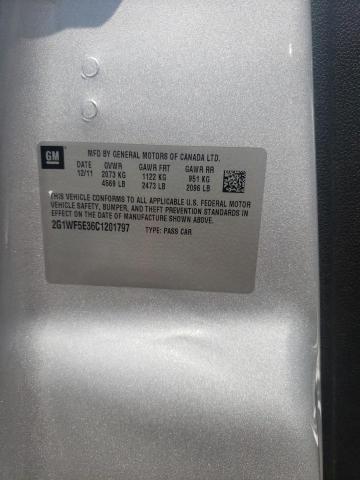 GM
MFD BY GENERAL MOTORS OF CANADA LTD.
DATE GVWR GAWR FRT GAWR RR
12/11 2073 KG 1122 KG 951 KG
4569 LB 2473 LB 2096 LB
THIS VEHICLE CONFORMS TO ALL APPLICABLE U.S. FEDERAL MOTOR
VEHICLE SAFETY, BUMPER, AND THEFT PREVENTION STANDARDS IN
EFFECT ON THE DATE OF MANUFACTURE SHOWN ABOVE.
2G1WF5E36C1201797 TYPE: PASS CAR